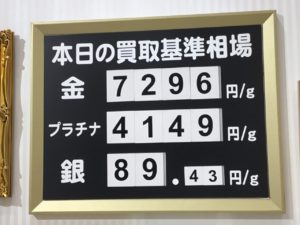 本日の買取基準相場
金 7296 円/g
プラチナ 4149 円/g
銀 89.43 円/g